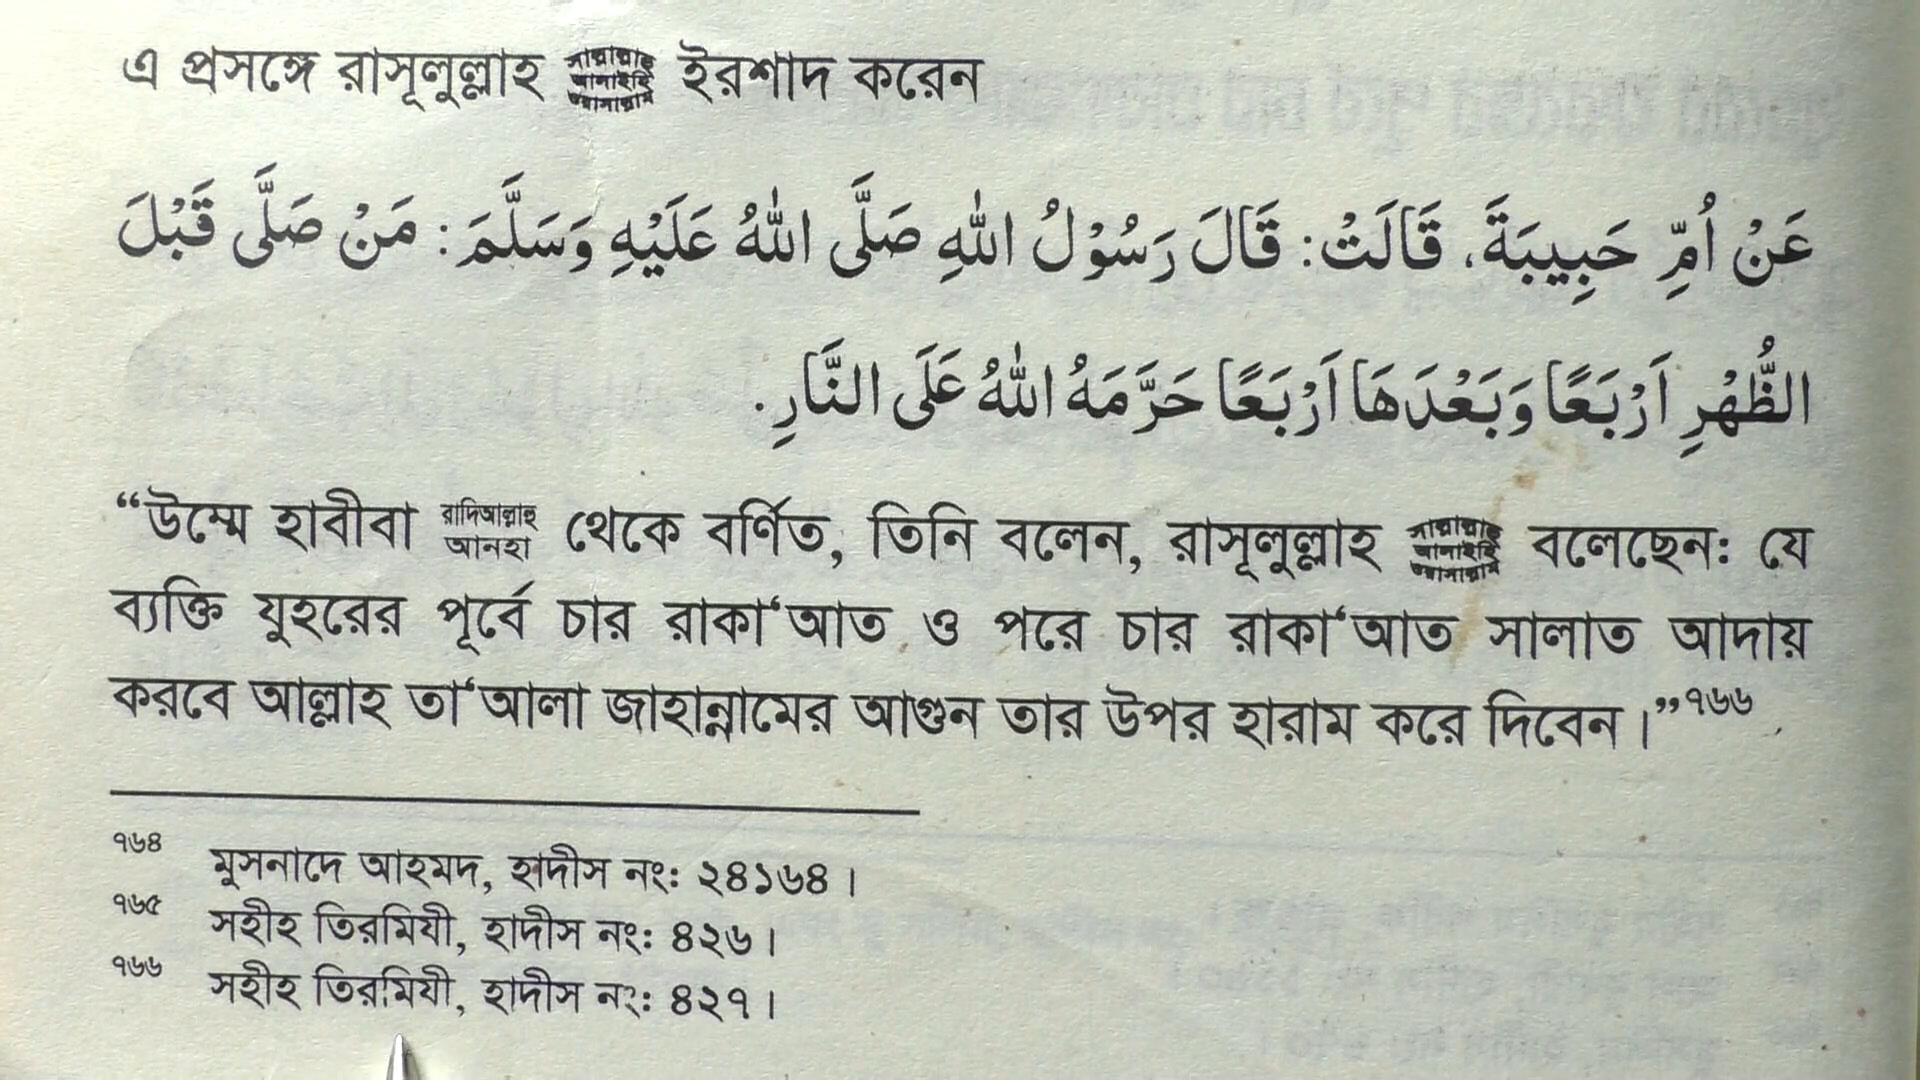 এ প্রসঙ্গে রাসূলুল্লাহ সাল্লাল্লাহু আলাইহি ওয়াসাল্লাম ইরশাদ করেন
عَنْ اُمِّ حَبِيبَةَ، قَالَتْ: قَالَ رَسُوْلُ اللهِ صَلَّى اللهُ عَلَيْهِ وَسَلَّمَ: مَنْ صَلَّى قَبْلَ
الظُّهْرِ اَرْبَعًا وَبَعْدَهَا اَرْبَعًا حَرَّمَهُ اللهُ عَلَى النَّارِ.
“উম্মে হাবীবা রাদিআল্লাহু আনহা থেকে বর্ণিত, তিনি বলেন, রাসূলুল্লাহ সাল্লাল্লাহু আলাইহি ওয়াসাল্লাম বলেছেন: যে
ব্যক্তি যুহরের পূর্বে চার রাকা‘আত ও পরে চার রাকা‘আত সালাত আদায়
করবে আল্লাহ তা‘আলা জাহান্নামের আগুন তার উপর হারাম করে দিবেন।”৭৬৬
৭৬৪ মুসনাদে আহমদ, হাদীস নং: ২৪১৬৪।
৭৬৫ সহীহ তিরমিযী, হাদীস নং: ৪২৬।
৭৬৬ সহীহ তিরমিযী, হাদীস নং: ৪২৭।